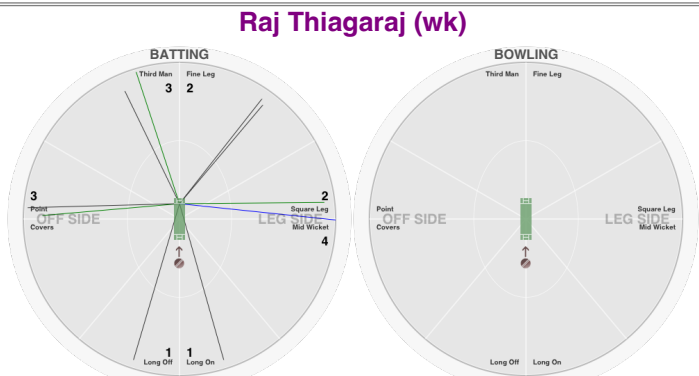 Raj Thiagaraj (wk)
BATTING
Third Man
Fine Leg
3
2
3
Point
OFF SIDE
Covers
2
Square Leg
LEG SIDE
Mid Wicket
4
1
1
Long Off
Long On
BOWLING
Third Man
Fine Leg
Point
OFF SIDE
Covers
Square Leg
LEG SIDE
Mid Wicket
Long Off
Long On